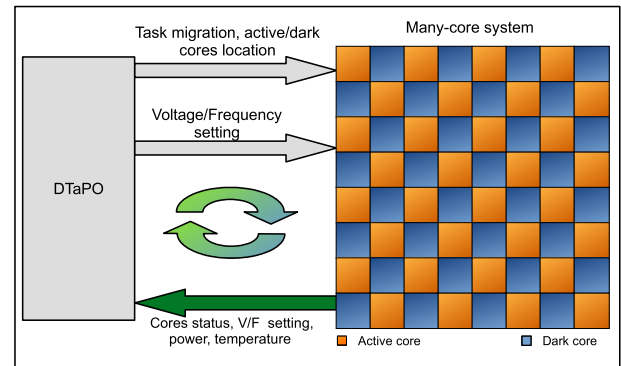 Task migration, active/dark
cores location
Many-core system
Voltage/Frequency
setting
DTaPO
Cores status, V/F setting,
power, temperature
Active core
Dark core